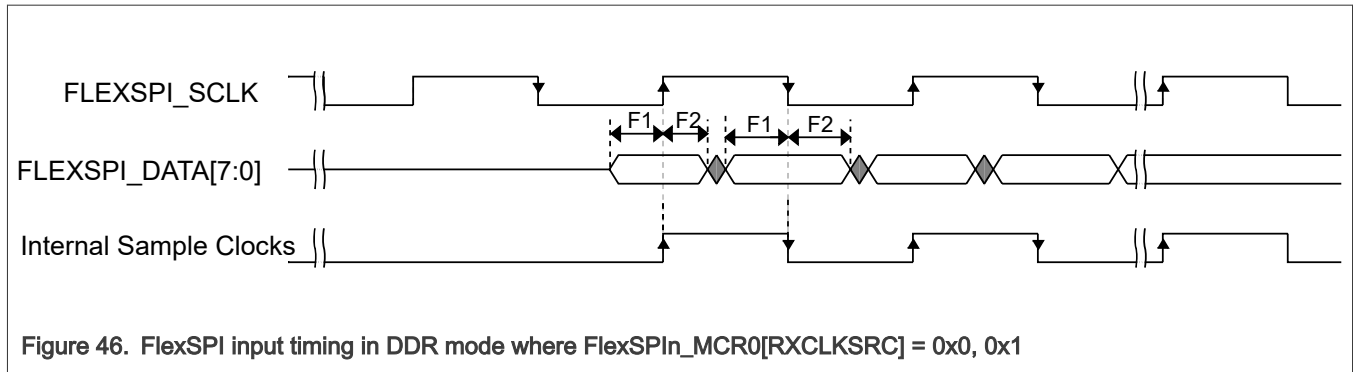 FLEXSPI_SCLK
F1 F2 F1 F2
FLEXSPI_DATA[7:0]
Internal Sample Clocks
Figure 46. FlexSPI input timing in DDR mode where FlexSPIn_MCR0[RXCLKSRC] = 0x0, 0x1